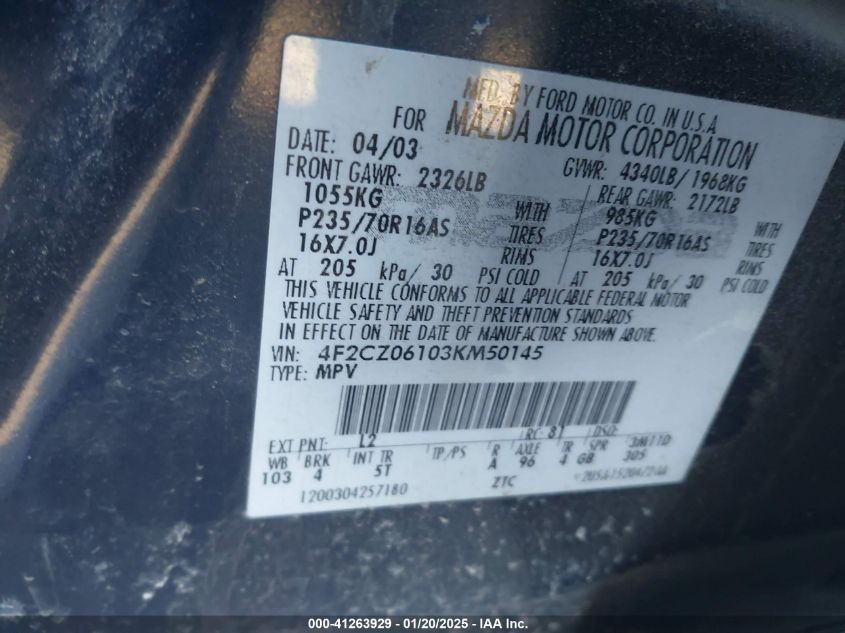 MFD. BY FORD MOTOR CO. IN U.S.A
FOR MAZDA MOTOR CORPORATION
DATE: 04/03 GVWR: 4340LB/1968KG
FRONT GAWR: 2326LB REAR GAWR: 2172LB
1055KG WITH 985KG WITH
P235/70R16AS TIRES P235/70R16AS TIRES
16X7.0J RIMS 16X7.0J RIMS
AT 205 kPa/ 30 PSI COLD AT 205 kPa/ 30 PSI COLD
THIS VEHICLE CONFORMS TO ALL APPLICABLE FEDERAL MOTOR
VEHICLE SAFETY AND THEFT PREVENTION STANDARDS
IN EFFECT ON THE DATE OF MANUFACTURE SHOWN ABOVE.
VIN: 4F2CZ06103KM50145
TYPE: MPV
EXT PNT: L2 RC: 81 DSO:
WB BRK INT TR TP/PS R AXLE TR SPR
103 4 5T A 96 4 GB 305
1200304257180 ZTC
000-41263929 — 01/20/2025 — IAA Inc.